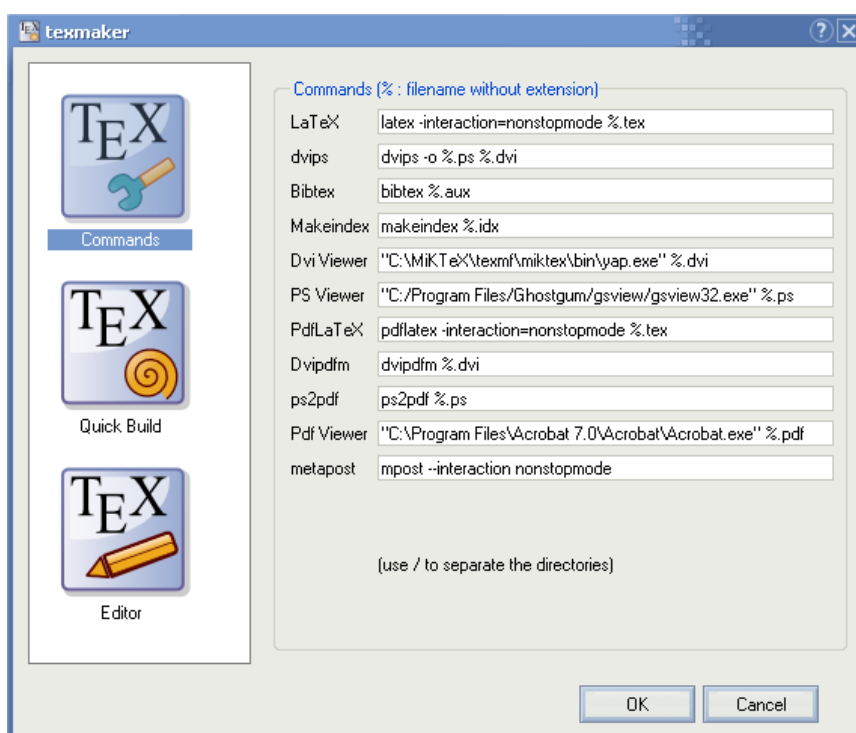 texmaker
TEX
Commands
TEX
Quick Build
TEX
Editor
Commands (% : filename without extension)
LaTeX latex -interaction=nonstopmode %.tex
dvips dvips -o %.ps %.dvi
Bibtex bibtex %.aux
Makeindex makeindex %.idx
Dvi Viewer "C:\MiKTeX\texmf\miktex\bin\yap.exe" %.dvi
PS Viewer "C:/Program Files/Ghostgum/gsview/gsview32.exe" %.ps
PdfLaTeX pdflatex -interaction=nonstopmode %.tex
Dvipdfm dvipdfm %.dvi
ps2pdf ps2pdf %.ps
Pdf Viewer "C:\Program Files\Acrobat 7.0\Acrobat\Acrobat.exe" %.pdf
metapost mpost --interaction nonstopmode
(use / to separate the directories)
OK Cancel